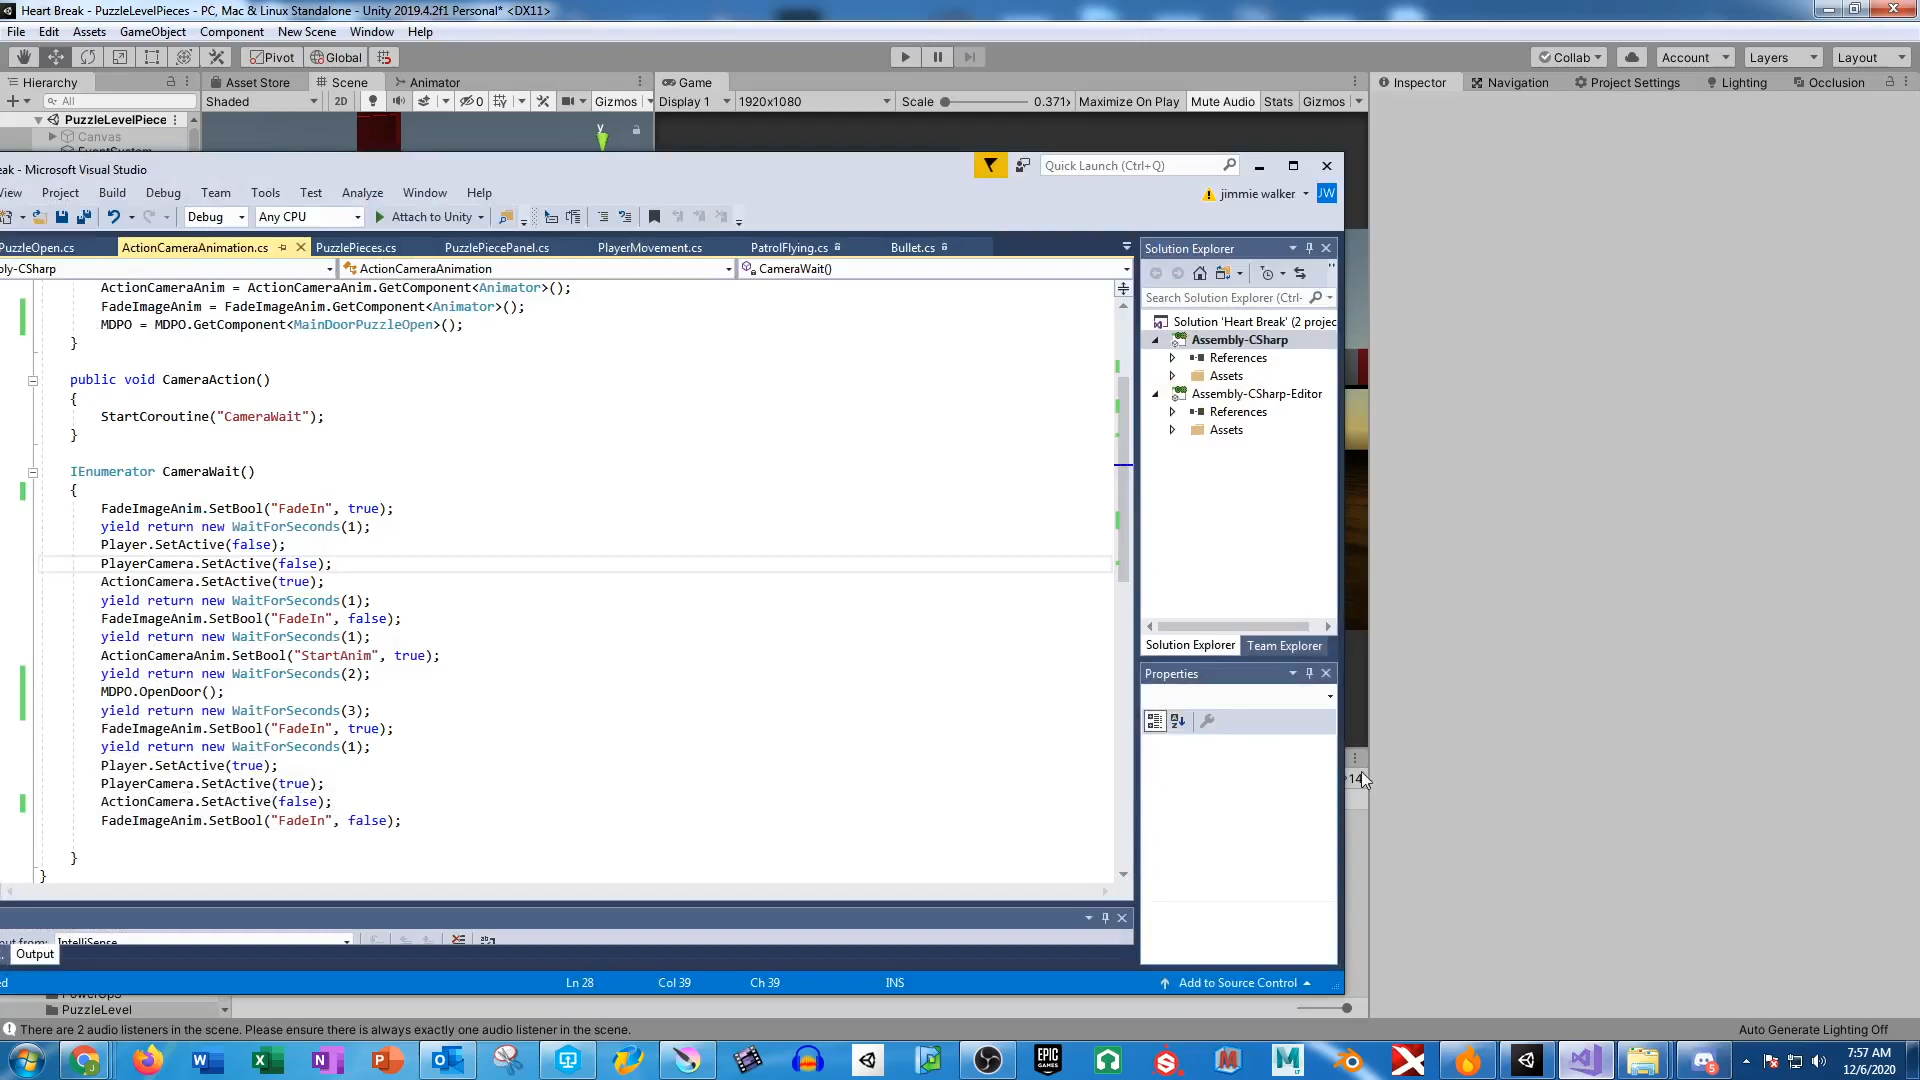 Heart Break - PuzzleLevelPieces - PC, Mac & Linux Standalone - Unity 2019.4.2f1 Personal* <DX11>
File Edit Assets GameObject Component New Scene Window Help
Pivot Global Collab Account Layers Layout
Hierarchy Asset Store Scene Animator Game Inspector Navigation Project Settings Lighting Occlusion
All Shaded 2D 0 Gizmos Display 1 1920x1080 Scale 0.371x Maximize On Play Mute Audio Stats Gizmos
PuzzleLevelPiece
Canvas
y
eak - Microsoft Visual Studio
Quick Launch (Ctrl+Q)
View Project Build Debug Team Tools Test Analyze Window Help
jimmie walker JW
Debug Any CPU Attach to Unity
PuzzleOpen.cs ActionCameraAnimation.cs PuzzlePieces.cs PuzzlePiecePanel.cs PlayerMovement.cs PatrolFlying.cs Bullet.cs
bly-CSharp ActionCameraAnimation CameraWait()
ActionCameraAnim = ActionCameraAnim.GetComponent<Animator>();
FadeImageAnim = FadeImageAnim.GetComponent<Animator>();
MDPO = MDPO.GetComponent<MainDoorPuzzleOpen>();
}
public void CameraAction()
{
StartCoroutine("CameraWait");
}
IEnumerator CameraWait()
{
FadeImageAnim.SetBool("FadeIn", true);
yield return new WaitForSeconds(1);
Player.SetActive(false);
PlayerCamera.SetActive(false);
ActionCamera.SetActive(true);
yield return new WaitForSeconds(1);
FadeImageAnim.SetBool("FadeIn", false);
yield return new WaitForSeconds(1);
ActionCameraAnim.SetBool("StartAnim", true);
yield return new WaitForSeconds(2);
MDPO.OpenDoor();
yield return new WaitForSeconds(3);
FadeImageAnim.SetBool("FadeIn", true);
yield return new WaitForSeconds(1);
Player.SetActive(true);
PlayerCamera.SetActive(true);
ActionCamera.SetActive(false);
FadeImageAnim.SetBool("FadeIn", false);
}
}
Solution Explorer
Search Solution Explorer (Ctrl-
Solution 'Heart Break' (2 projec
Assembly-CSharp
References
Assets
Assembly-CSharp-Editor
References
Assets
Solution Explorer Team Explorer
Properties
14
IntelliSense
Output
Ln 28 Col 39 Ch 39 INS Add to Source Control
PuzzleLevel
There are 2 audio listeners in the scene. Please ensure there is always exactly one audio listener in the scene.
Auto Generate Lighting Off
EPIC GAMES
7:57 AM
12/6/2020